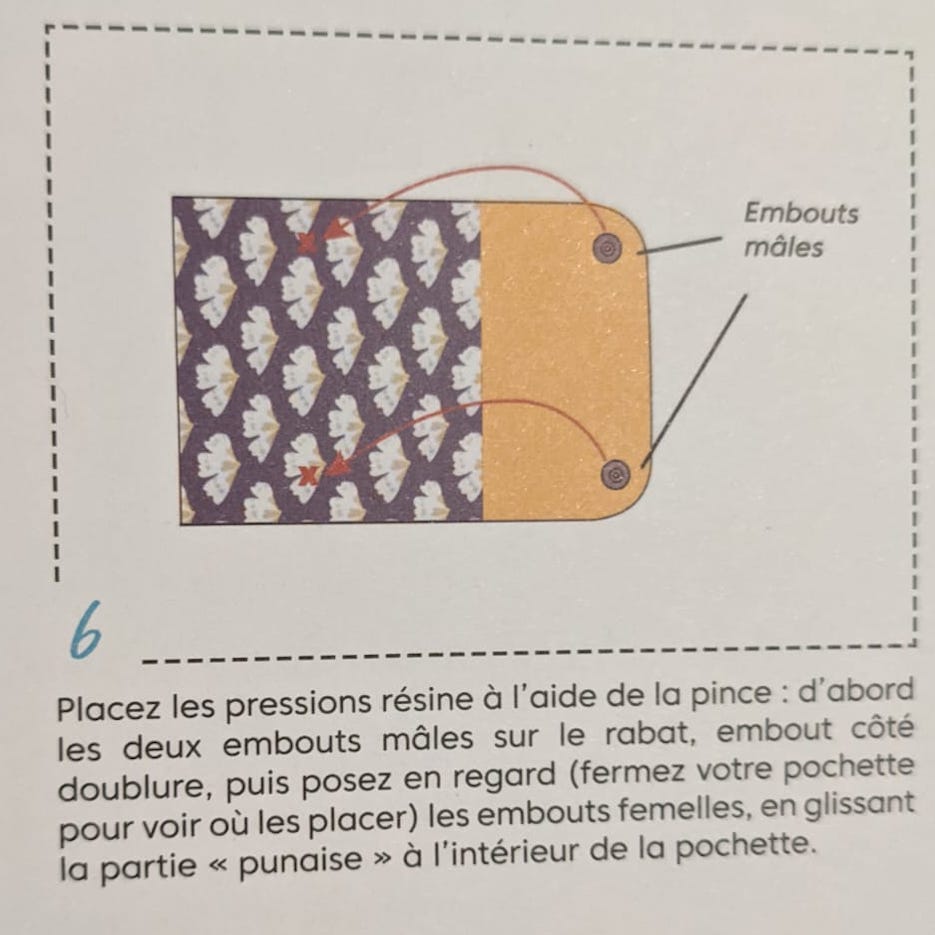 Embouts
mâles
6
Placez les pressions résine à l'aide de la pince : d'abord
les deux embouts mâles sur le rabat, embout côté
doublure, puis posez en regard (fermez votre pochette
pour voir où les placer) les embouts femelles, en glissant
la partie « punaise » à l'intérieur de la pochette.